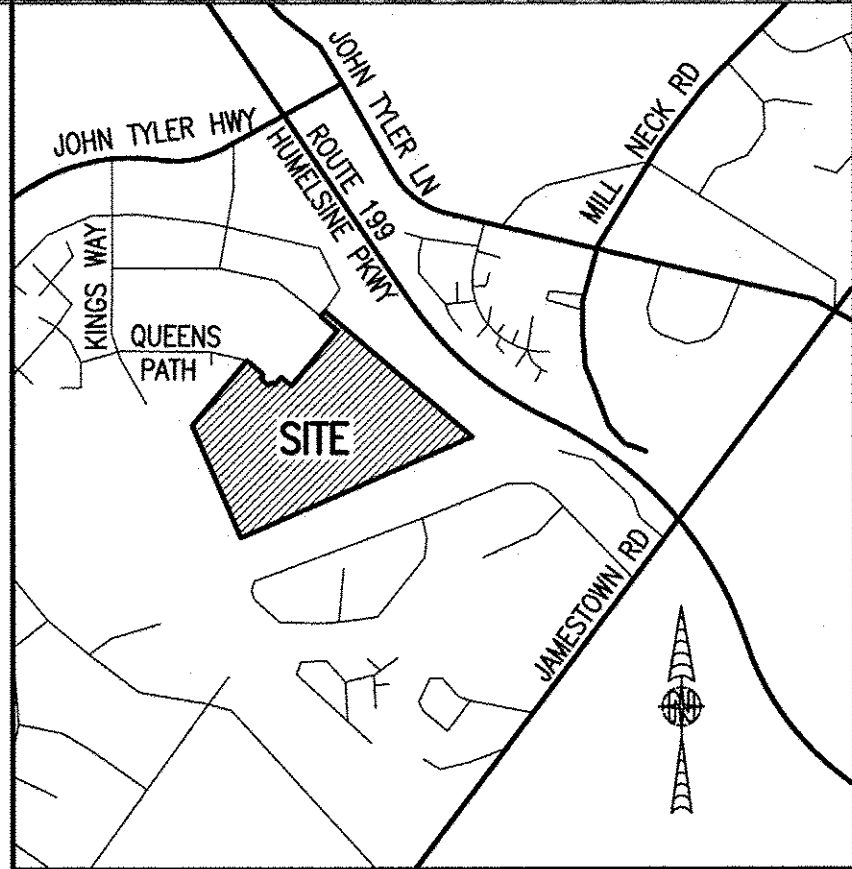 JOHN TYLER HWY
JOHN TYLER LN
ROUTE 199
HUMELSINE PKWY
MILL NECK RD
KINGS WAY
QUEENS
PATH
SITE
JAMESTOWN RD